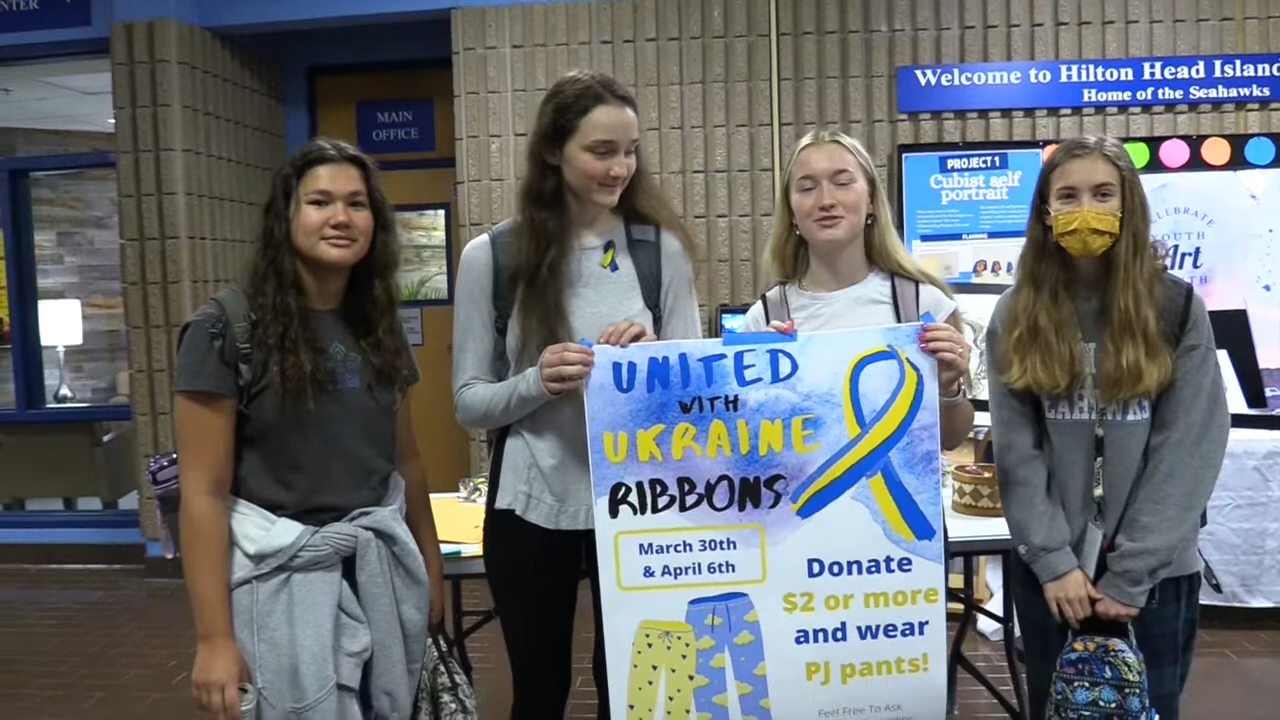 NTER
MAIN
OFFICE
Welcome to Hilton Head Island
Home of the Seahawks
PROJECT 1
Cubist self
portrait
PLANNING
CELEBRATE
YOUTH
Art
UNITED
WITH
UKRAINE
RIBBONS
March 30th
& April 6th
Donate
$2 or more
and wear
PJ pants!
Feel Free To Ask